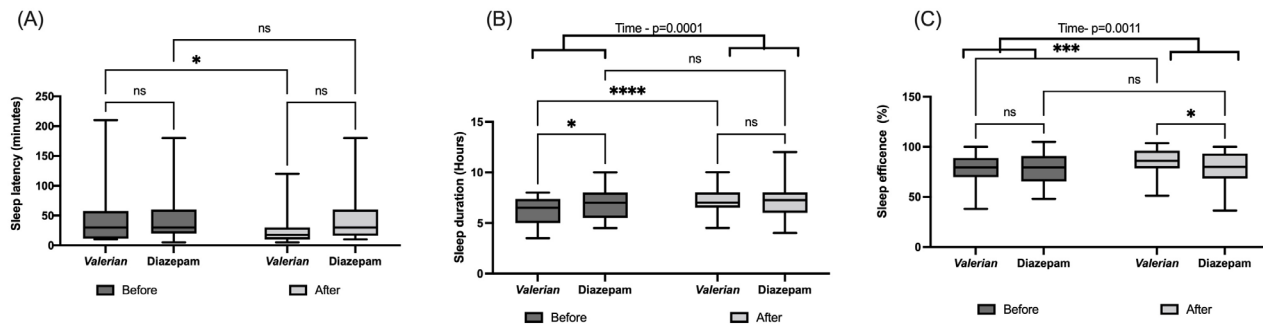 (A)
ns
*
ns
ns
Sleep latency (minutes)
250
200
150
100
50
0
Valerian
Diazepam
Valerian
Diazepam
Before
After
(B)
Time - p=0.0001
ns
****
*
ns
Sleep duration (Hours)
15
10
5
0
Valerian
Diazepam
Valerian
Diazepam
Before
After
(C)
Time- p=0.0011
***
ns
ns
*
Sleep efficence (%)
150
100
50
0
Valerian
Diazepam
Valerian
Diazepam
Before
After